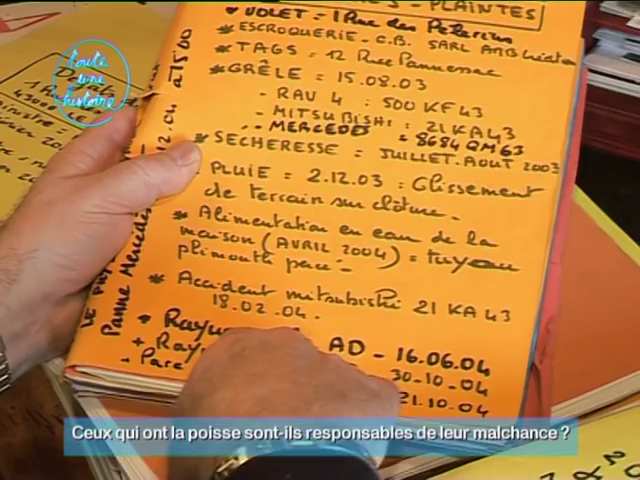 PLAINTES
* VOLET = 1 Rue des Pelerins
* ESCROQUERIE - C.B. SARL
* TAGS = 12 Rue Pannessac
* GRÊLE = 15.08.03
- RAV 4 : 500 KF 43
- MITSUBISHI : 21 KA 43
- MERCEDES = 8684 QM 63
* SECHERESSE = JUILLET.AOUT 2003
PLUIE = 2.12.03 : Glissement
de terrain sur clôture.
* Alimentation en eau de la
maison (AVRIL 2004) = tuyau
plimouth percé.
* Accident mitsubishi 21 KA 43
18.02.04.
* AD - 16.06.04
+ 30-10-04
21.10.04
Panne Mercedes
à 15h00
toute
une
histoire
Ceux qui ont la poisse sont-ils responsables de leur malchance ?